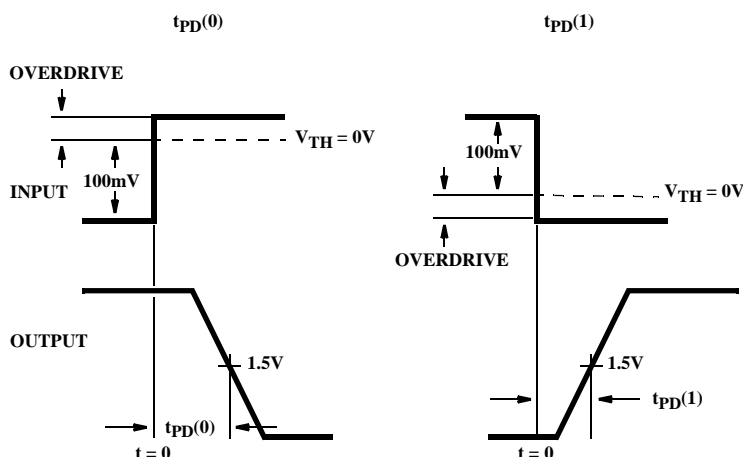 tPD(0)
tPD(1)
OVERDRIVE
VTH = 0V
100mV
INPUT
100mV
VTH = 0V
OVERDRIVE
OUTPUT
1.5V
1.5V
tPD(0)
tPD(1)
t = 0
t = 0